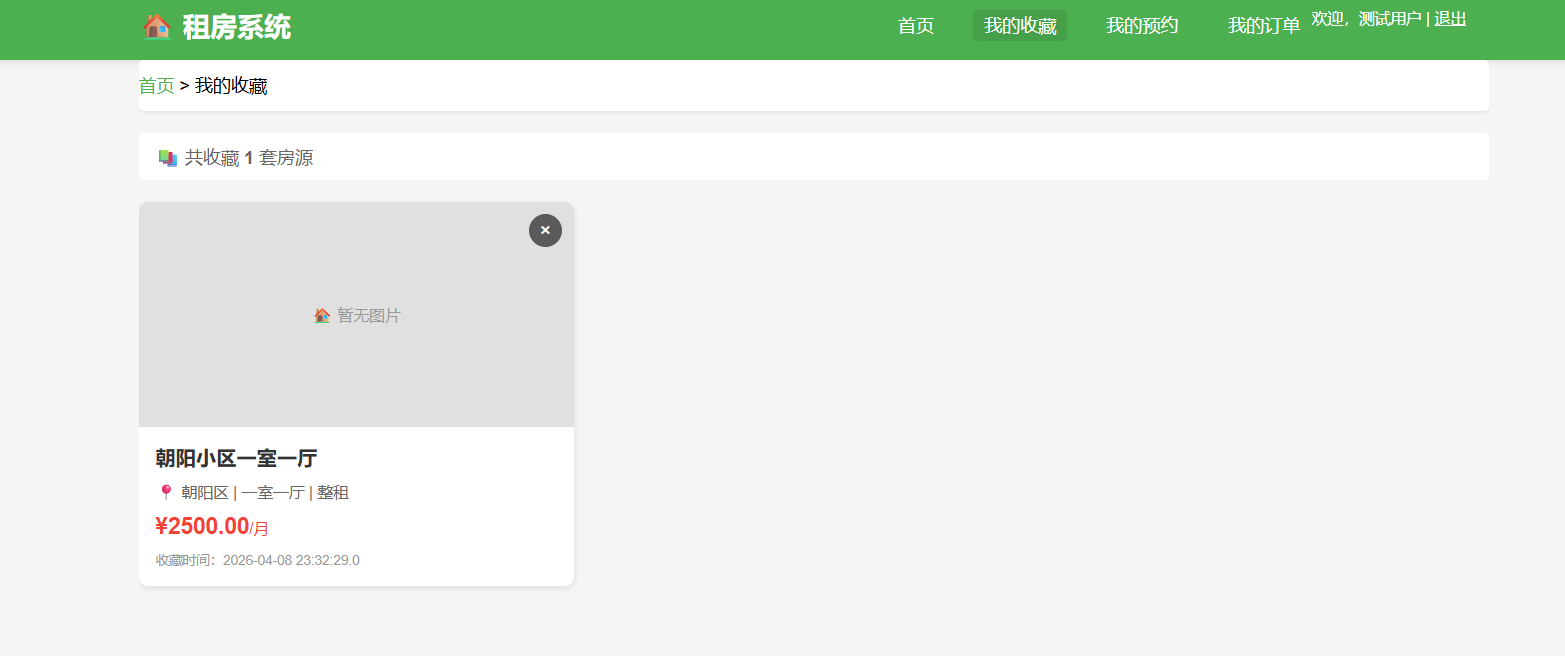 租房系统
首页 我的收藏 我的预约 我的订单 欢迎，测试用户 | 退出
首页 > 我的收藏
共收藏 1 套房源
×
暂无图片
朝阳小区一室一厅
朝阳区 | 一室一厅 | 整租
¥2500.00/月
收藏时间：2026-04-08 23:32:29.0